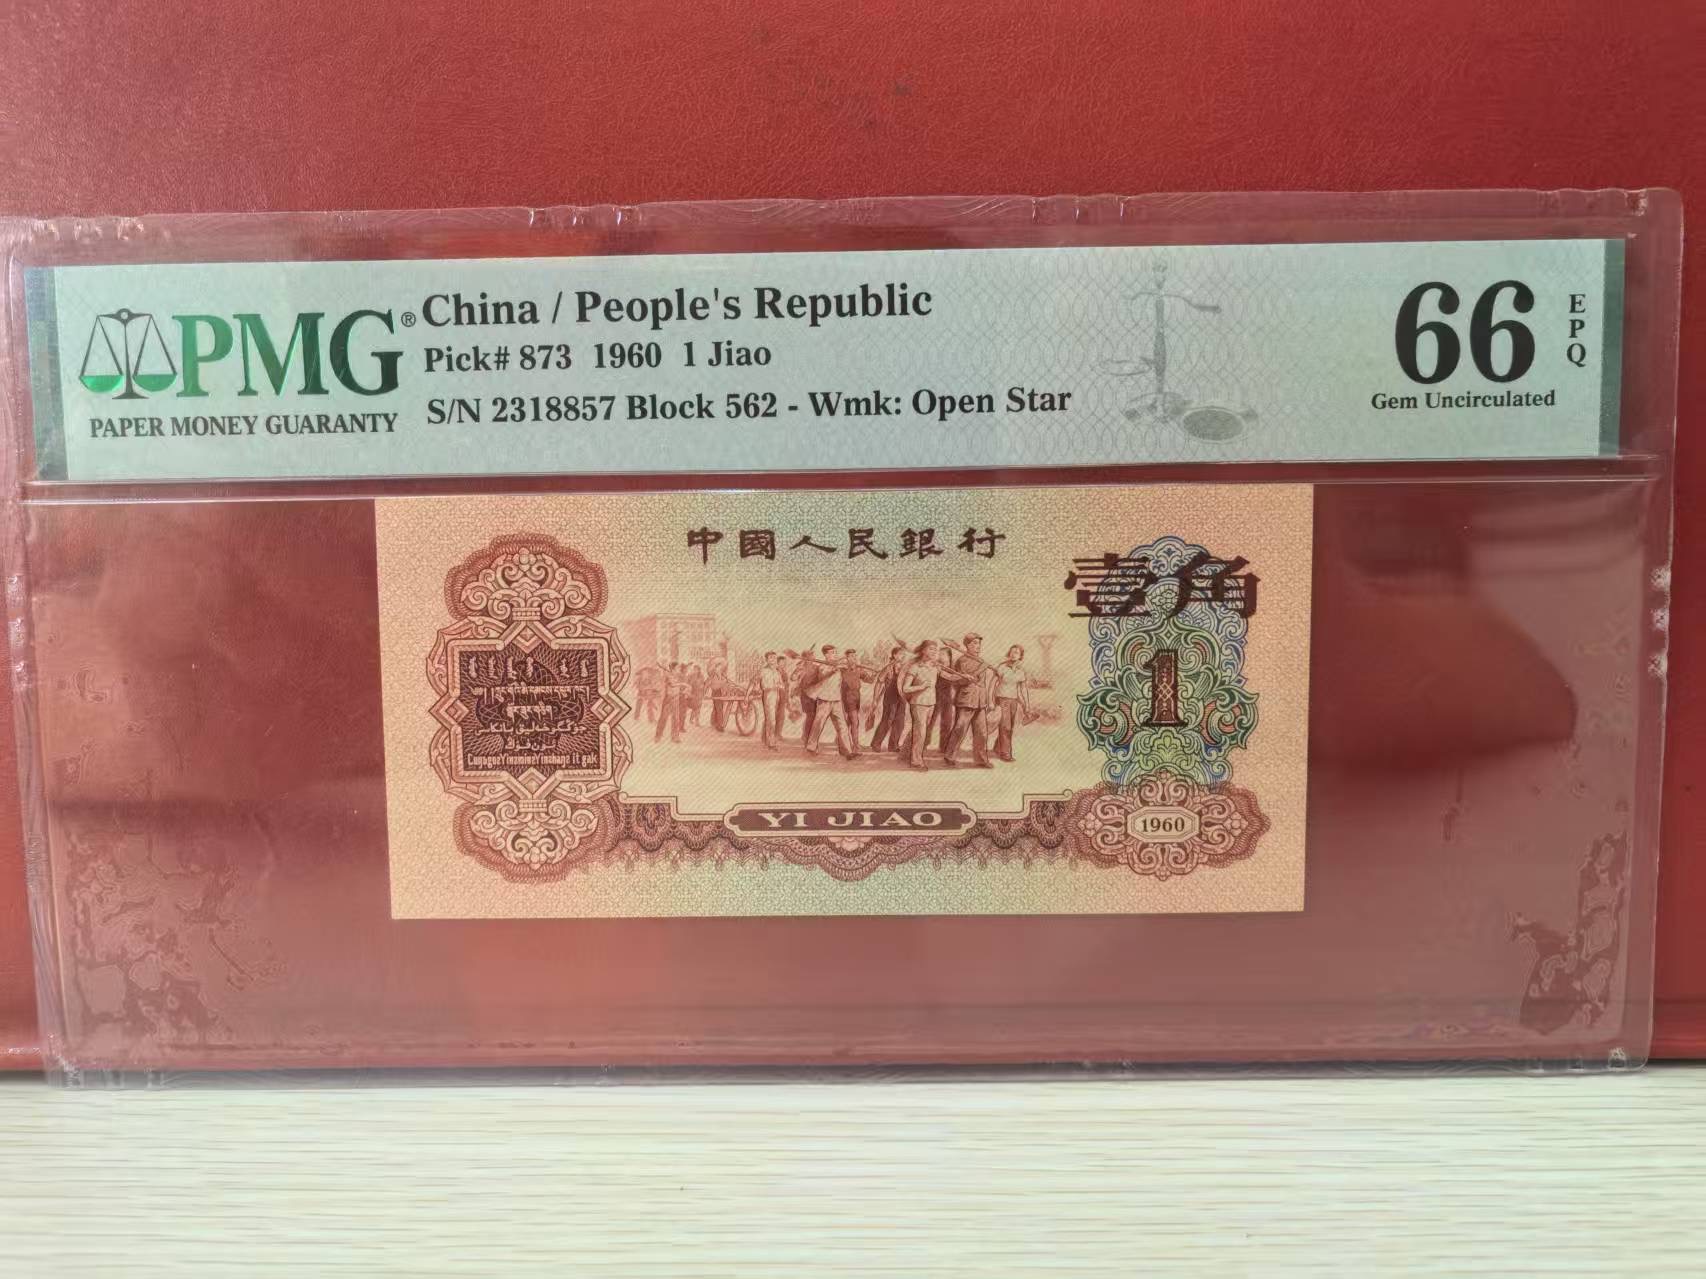 PMG®
PAPER MONEY GUARANTY
China / People's Republic
Pick# 873 1960 1 Jiao
S/N 2318857 Block 562 - Wmk: Open Star
66
EPQ
Gem Uncirculated
中國人民銀行
壹角
1
YI JIAO
1960